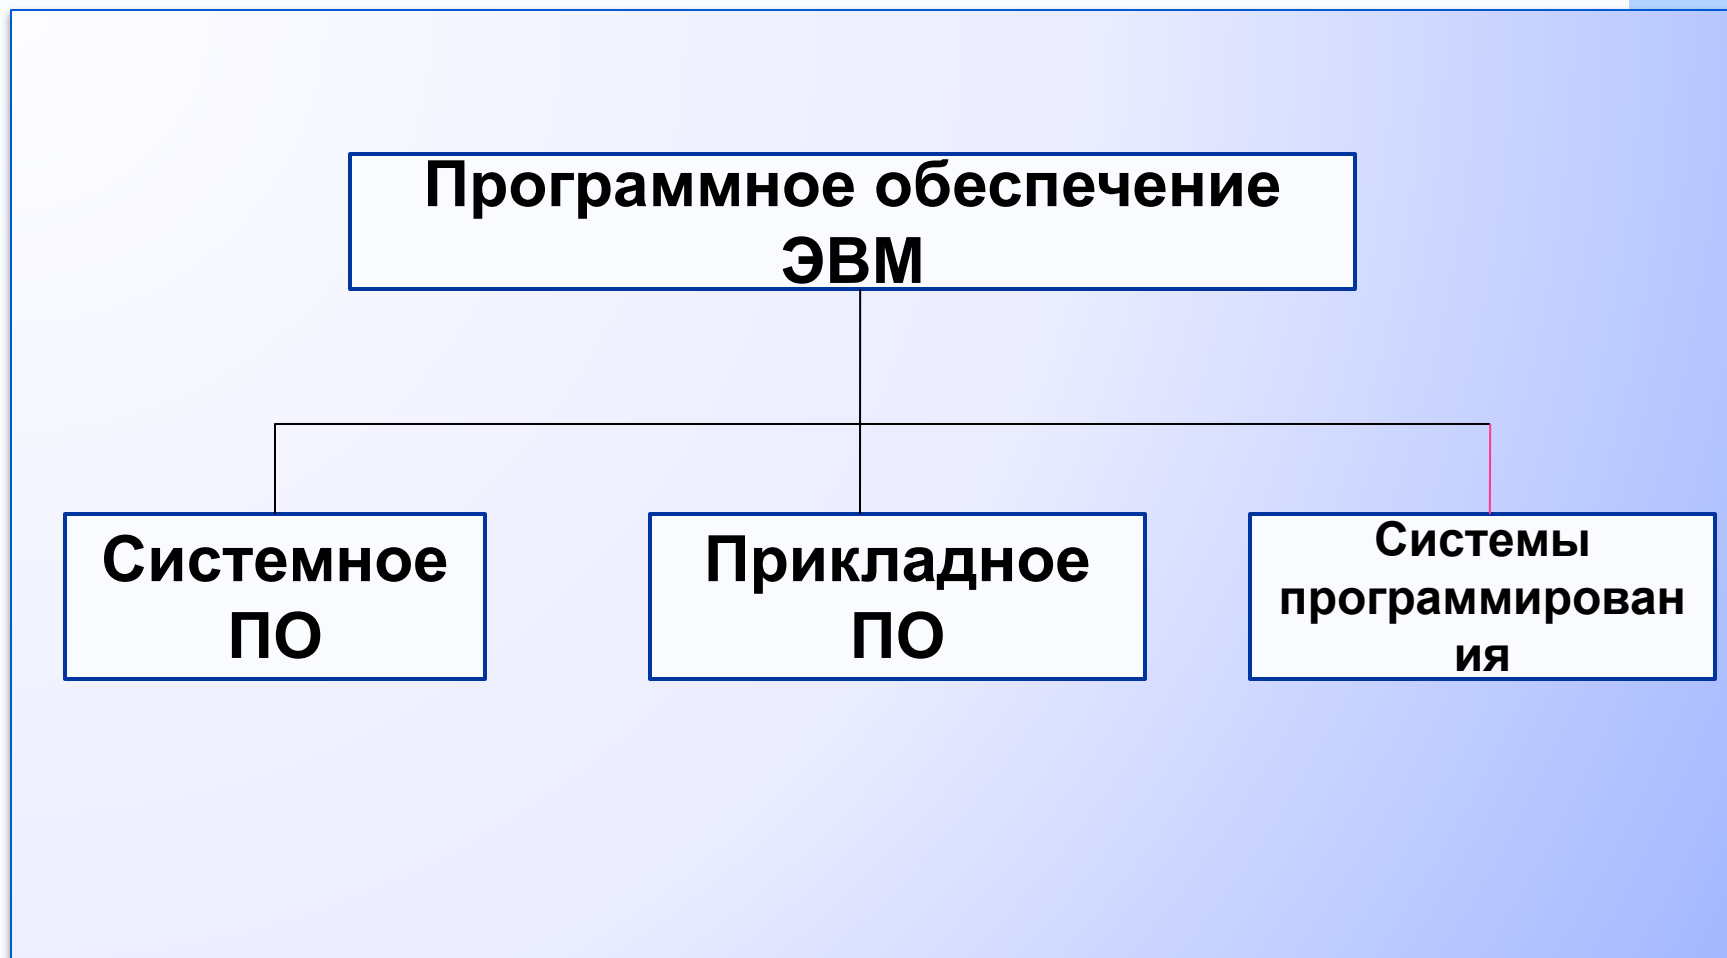 Программное обеспечение
ЭВМ
Системное
ПО
Прикладное
ПО
Системы
программирован
ия